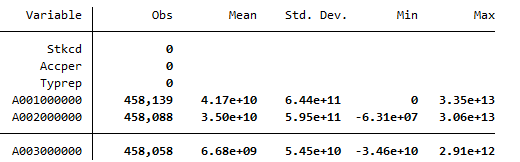 Variable Obs Mean Std. Dev. Min Max
Stkcd 0
Accper 0
Typrep 0
A001000000 458,139 4.17e+10 6.44e+11 0 3.35e+13
A002000000 458,088 3.50e+10 5.95e+11 -6.31e+07 3.06e+13
A003000000 458,058 6.68e+09 5.45e+10 -3.46e+10 2.91e+12